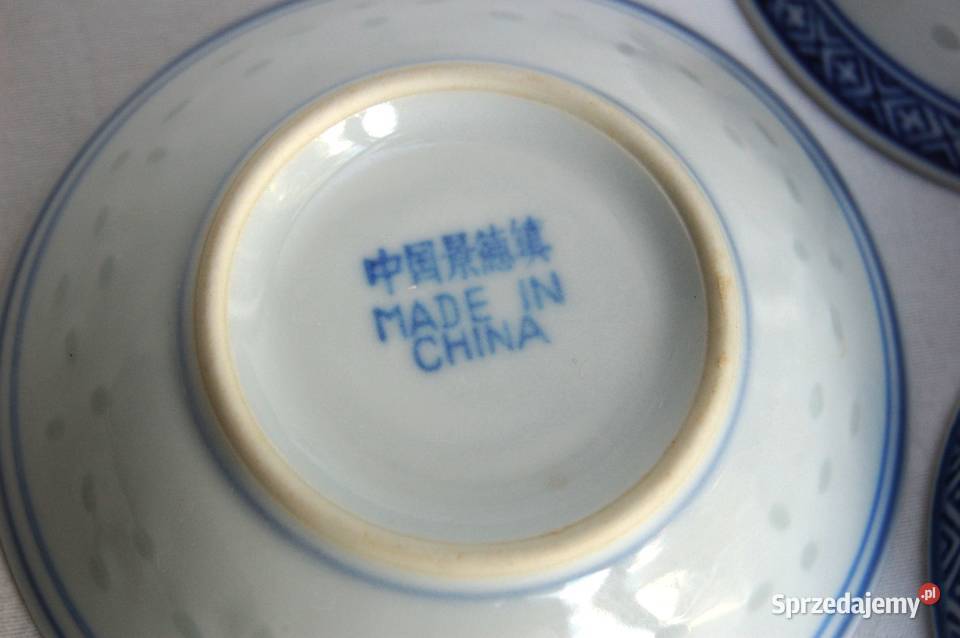 中国景德镇
MADE IN
CHINA
Sprzedajemy.pl